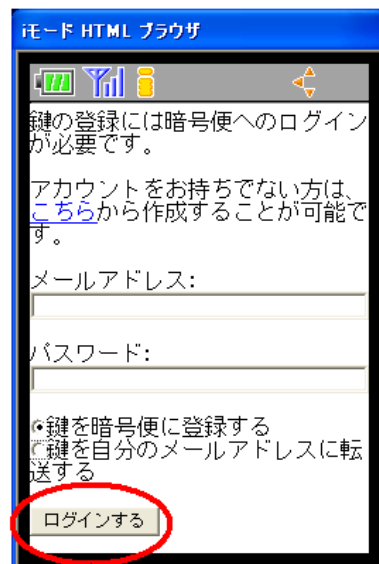 iモード HTML ブラウザ
鍵の登録には暗号便へのログイン
が必要です。
アカウントをお持ちでない方は、
こちらから作成することが可能で
す。
メールアドレス:
パスワード:
鍵を暗号便に登録する
鍵を自分のメールアドレスに転
送する
ログインする